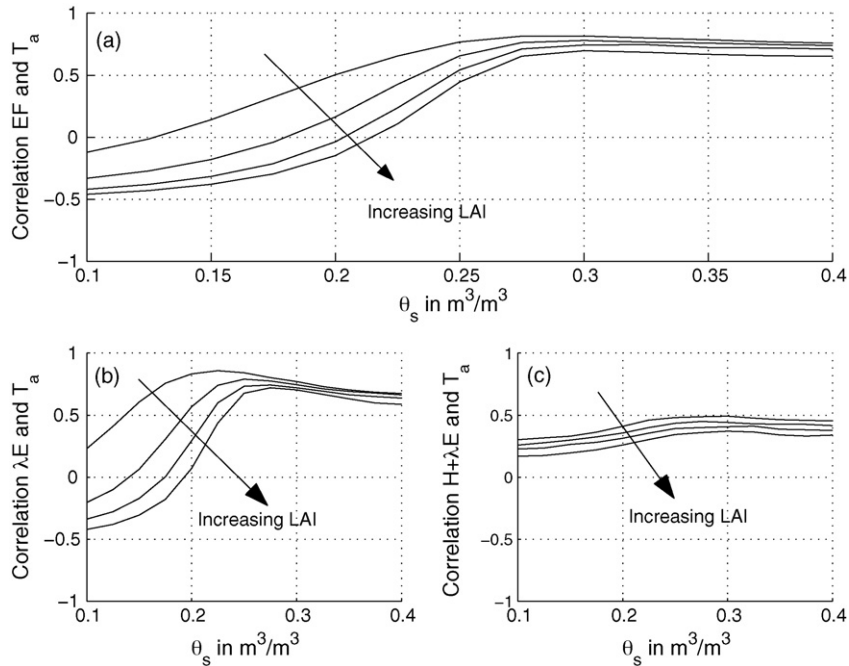 (a)
Correlation EF and Tₐ
1
0.5
0
−0.5
−1
0.1 0.15 0.2 0.25 0.3 0.35 0.4
Increasing LAI
θₛ in m³/m³
(b)
Correlation λE and Tₐ
1
0.5
0
−0.5
−1
0.1 0.2 0.3 0.4
Increasing LAI
θₛ in m³/m³
(c)
Correlation H+λE and Tₐ
1
0.5
0
−0.5
−1
0.1 0.2 0.3 0.4
Increasing LAI
θₛ in m³/m³